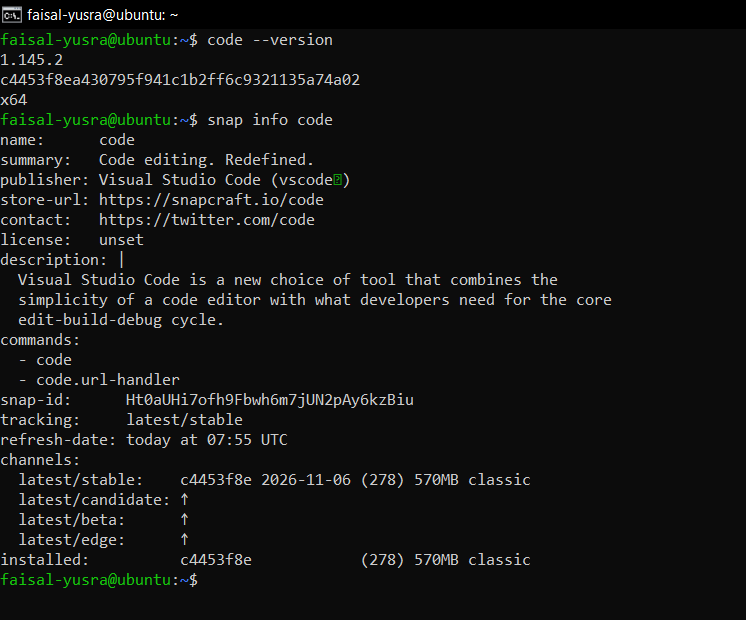 faisal-yusra@ubuntu: ~
faisal-yusra@ubuntu:~$ code --version
1.145.2
c4453f8ea430795f941c1b2ff6c9321135a74a02
x64
faisal-yusra@ubuntu:~$ snap info code
name:      code
summary:   Code editing. Redefined.
publisher: Visual Studio Code (vscode)
store-url: https://snapcraft.io/code
contact:   https://twitter.com/code
license:   unset
description: |
  Visual Studio Code is a new choice of tool that combines the
  simplicity of a code editor with what developers need for the core
  edit-build-debug cycle.
commands:
  - code
  - code.url-handler
snap-id:      Ht0aUHi7ofh9Fbwh6m7jUN2pAy6kzBiu
tracking:     latest/stable
refresh-date: today at 07:55 UTC
channels:
  latest/stable:    c4453f8e 2026-11-06 (278) 570MB classic
  latest/candidate: ↑
  latest/beta:      ↑
  latest/edge:      ↑
installed:          c4453f8e            (278) 570MB classic
faisal-yusra@ubuntu:~$